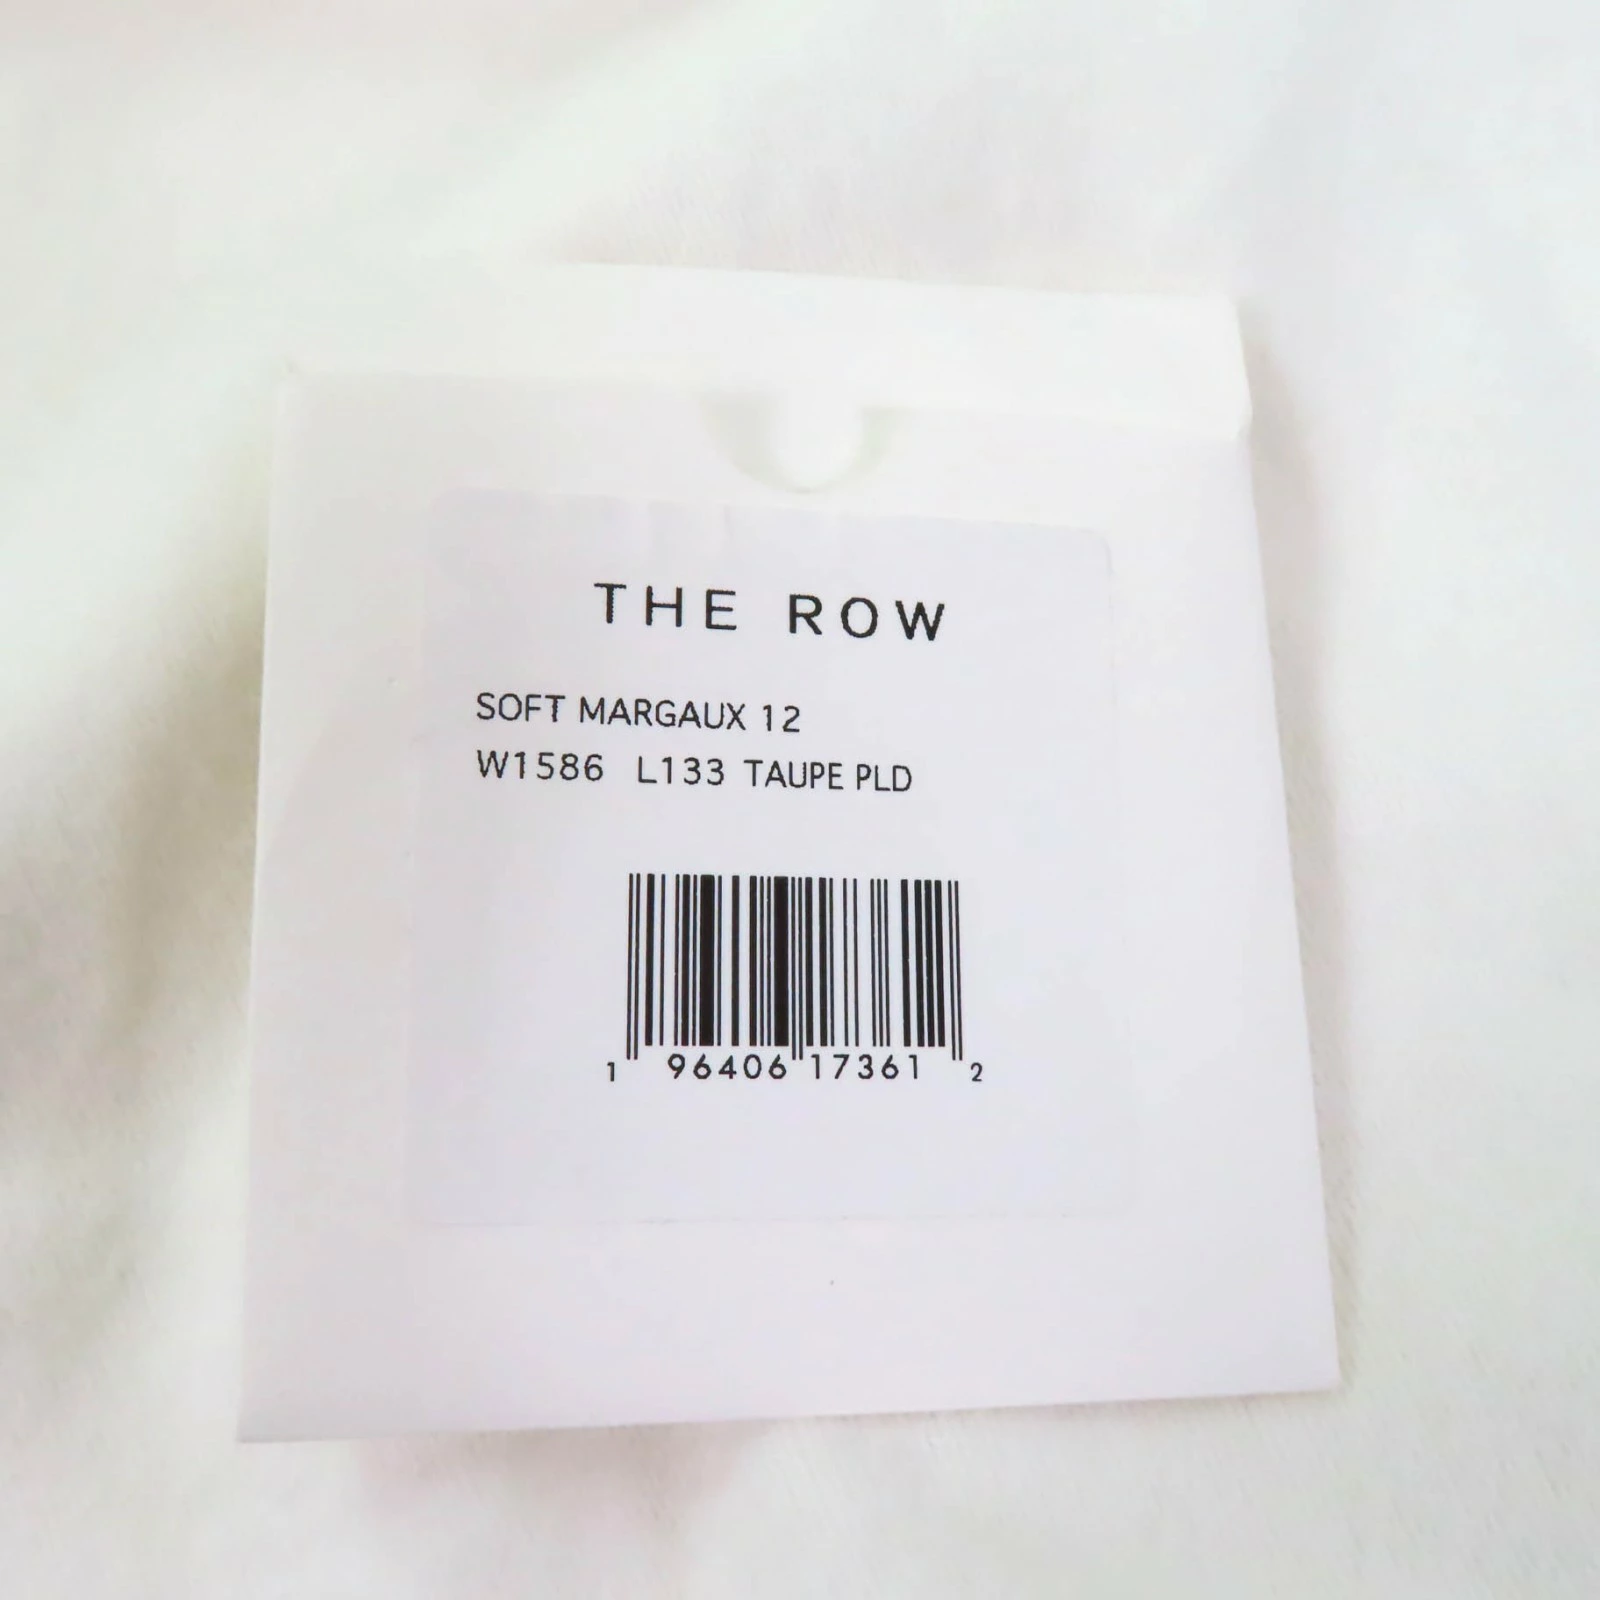 THE ROW
SOFT MARGAUX 12
W1586 L133 TAUPE PLD
1 96406 17361 2